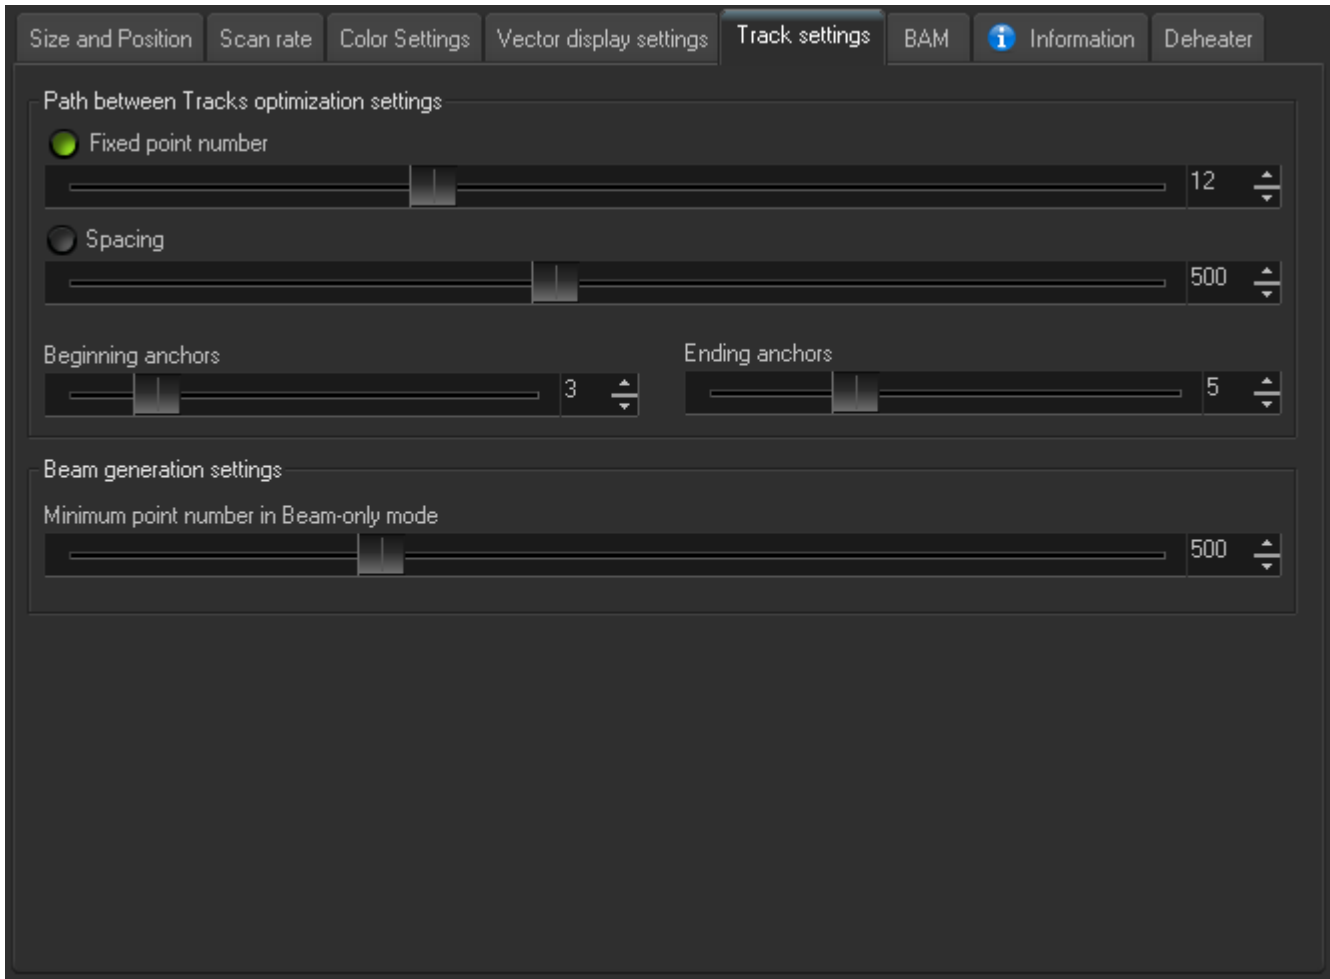 Size and Position Scan rate Color Settings Vector display settings Track settings BAM Information Deheater
Path between Tracks optimization settings
Fixed point number
12
Spacing
500
Beginning anchors Ending anchors
3 5
Beam generation settings
Minimum point number in Beam-only mode
500